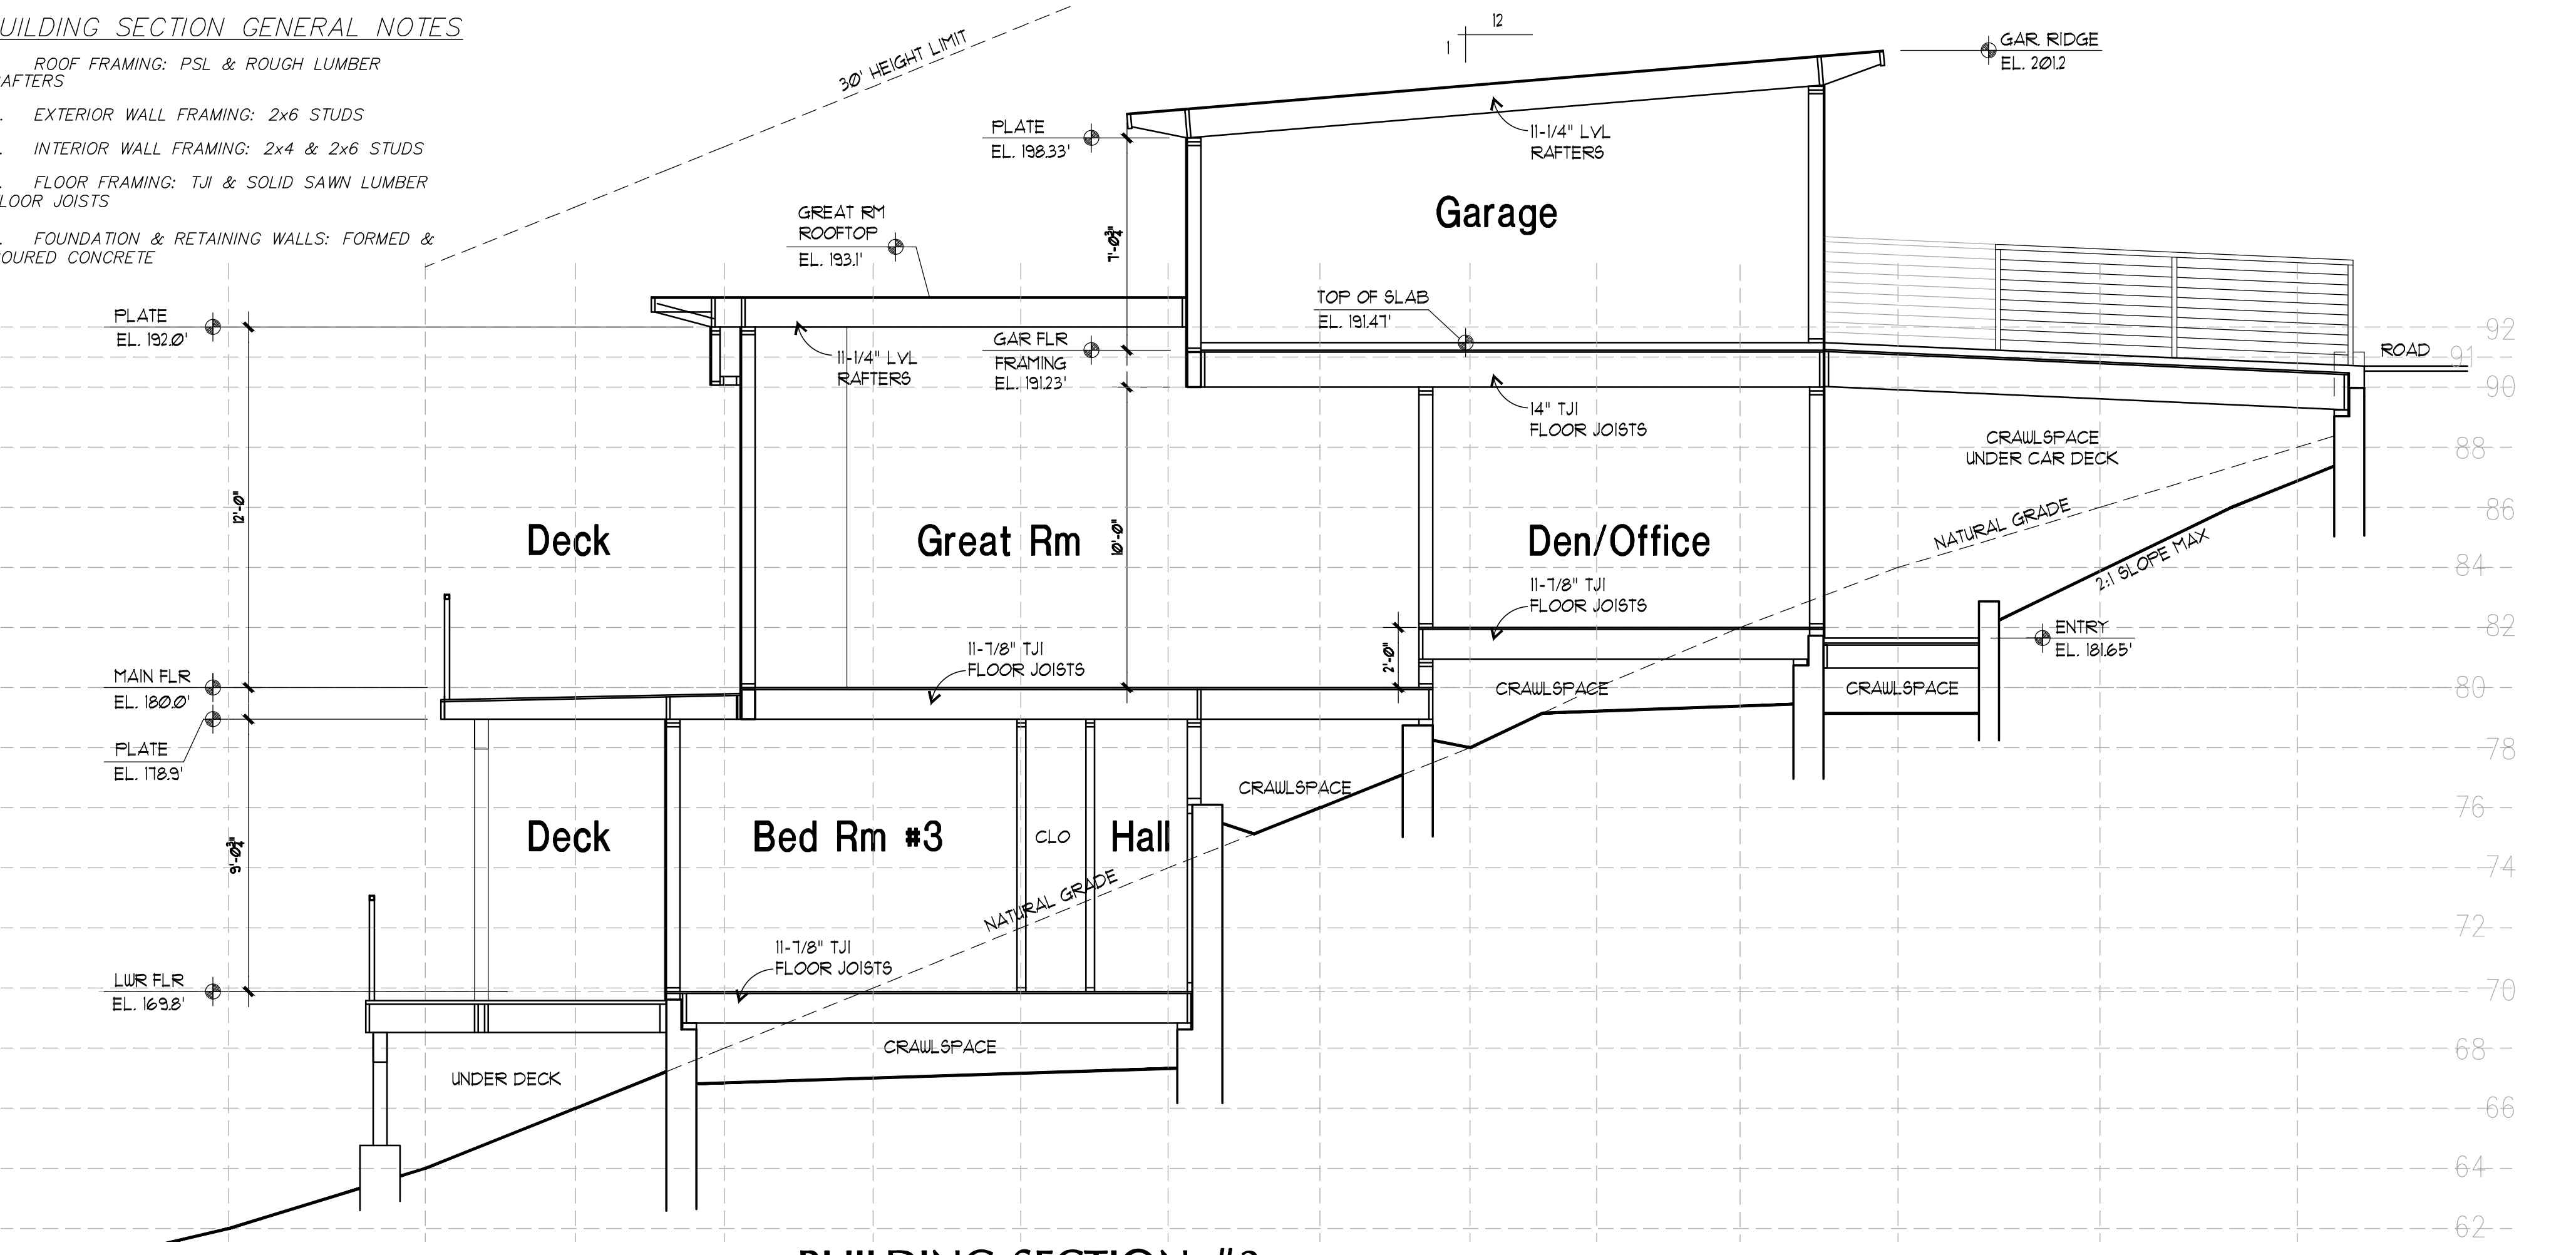 UILDING SECTION GENERAL NOTES
ROOF FRAMING: PSL & ROUGH LUMBER
AFTERS
. EXTERIOR WALL FRAMING: 2x6 STUDS
. INTERIOR WALL FRAMING: 2x4 & 2x6 STUDS
. FLOOR FRAMING: TJI & SOLID SAWN LUMBER
LOOR JOISTS
. FOUNDATION & RETAINING WALLS: FORMED &
OURED CONCRETE
30' HEIGHT LIMIT
12
1
GAR. RIDGE
EL. 201.2
PLATE
EL. 198.33'
11-1/4" LVL
RAFTERS
Garage
GREAT RM
ROOFTOP
EL. 193.1'
7'-0 3/4"
TOP OF SLAB
EL. 191.47'
PLATE
EL. 192.0'
11-1/4" LVL
RAFTERS
GAR FLR
FRAMING
EL. 191.23'
92
ROAD
91
90
14" TJI
FLOOR JOISTS
CRAWLSPACE
UNDER CAR DECK
88
12'-0"
86
NATURAL GRADE
Deck
Great Rm
10'-0"
Den/Office
2:1 SLOPE MAX
84
11-7/8" TJI
FLOOR JOISTS
82
ENTRY
EL. 181.65'
11-7/8" TJI
FLOOR JOISTS
2'-0"
MAIN FLR
EL. 180.0'
CRAWLSPACE
CRAWLSPACE
80
PLATE
EL. 178.9'
78
CRAWLSPACE
76
Deck
Bed Rm #3
CLO
Hall
9'-0 3/4"
74
NATURAL GRADE
72
11-7/8" TJI
FLOOR JOISTS
LWR FLR
EL. 169.8'
70
CRAWLSPACE
68
UNDER DECK
66
64
62
BUILDING SECTION #2